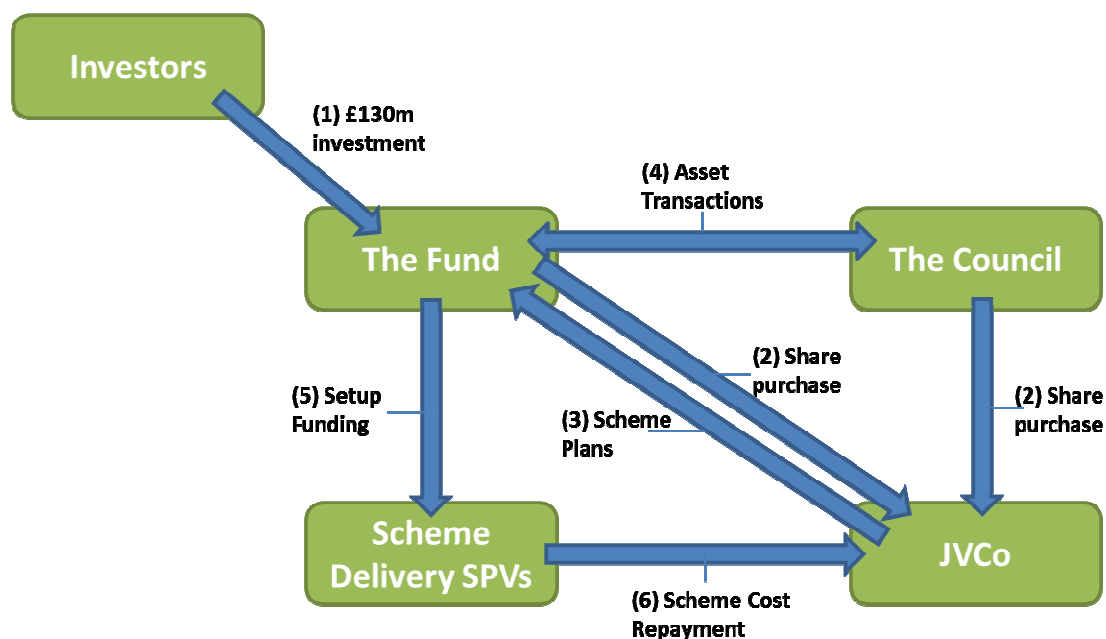 Investors
(1) £130m
investment
(4) Asset
Transactions
The Fund
The Council
(2) Share
purchase
(5) Setup
Funding
(3) Scheme
Plans
(2) Share
purchase
Scheme
Delivery SPVs
JVCo
(6) Scheme Cost
Repayment